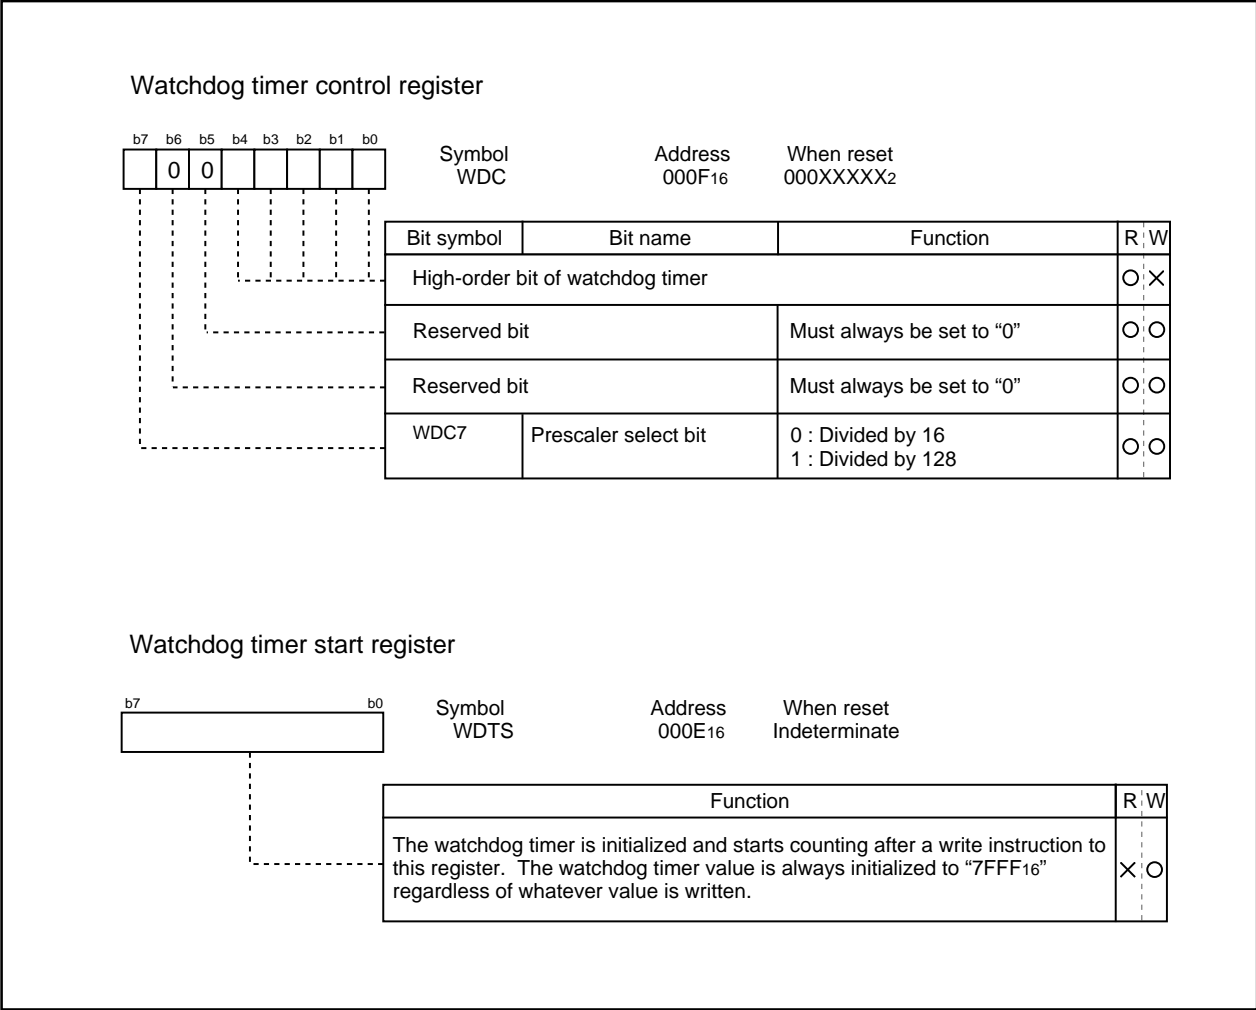 Watchdog timer control register
b7 b6 b5 b4 b3 b2 b1 b0
0 0
Symbol Address When reset
WDC 000F16 000XXXXX2
Bit symbol Bit name Function R W
High-order bit of watchdog timer
Reserved bit Must always be set to “0”
Reserved bit Must always be set to “0”
WDC7 Prescaler select bit 0 : Divided by 16
1 : Divided by 128
Watchdog timer start register
b7 b0
Symbol Address When reset
WDTS 000E16 Indeterminate
Function R W
The watchdog timer is initialized and starts counting after a write instruction to
this register. The watchdog timer value is always initialized to “7FFF16”
regardless of whatever value is written.